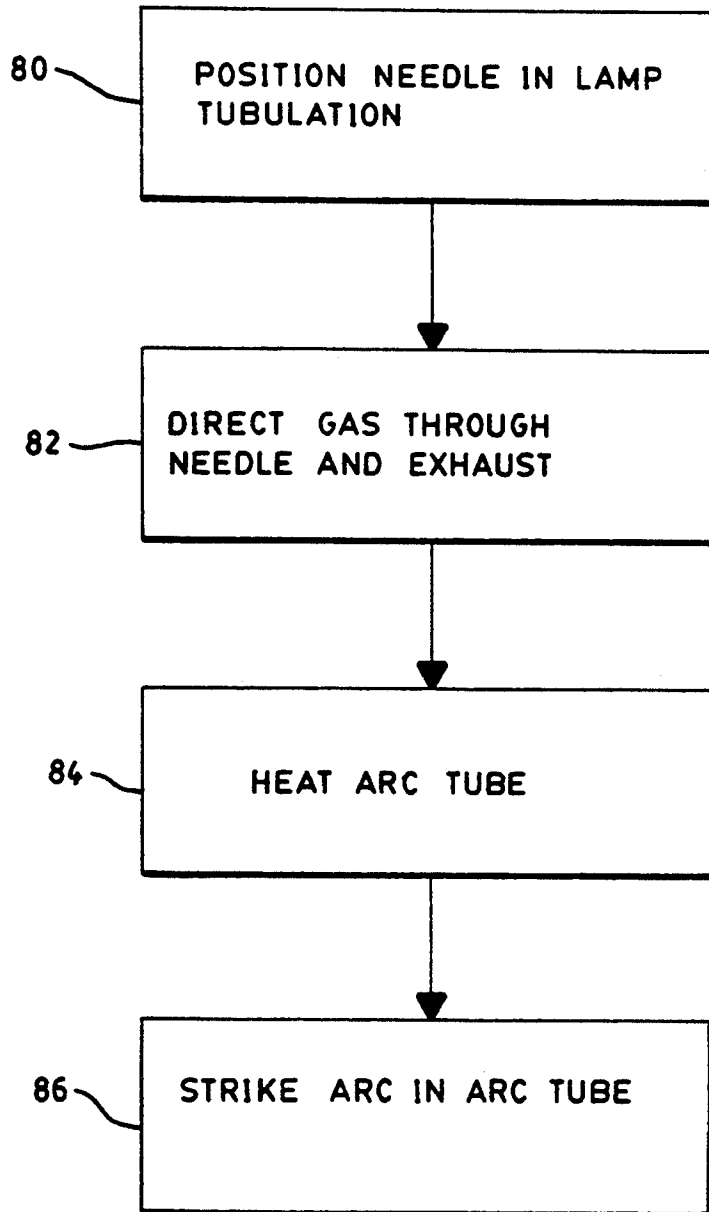 80
POSITION NEEDLE IN LAMP
TUBULATION
82
DIRECT GAS THROUGH
NEEDLE AND EXHAUST
84
HEAT ARC TUBE
86
STRIKE ARC IN ARC TUBE